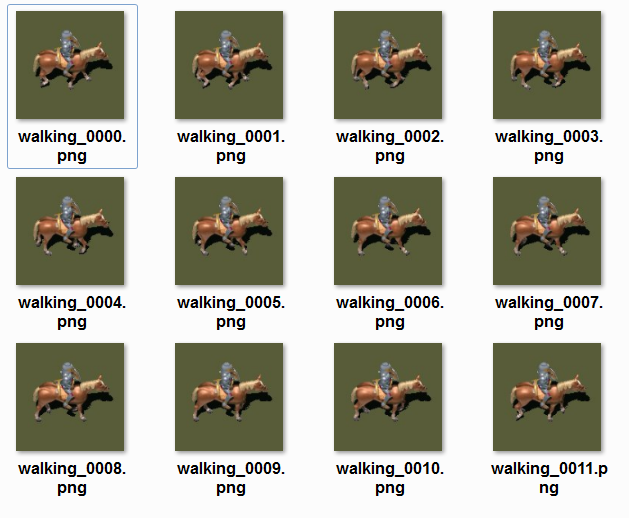 walking_0000.
png
walking_0001.
png
walking_0002.
png
walking_0003.
png
walking_0004.
png
walking_0005.
png
walking_0006.
png
walking_0007.
png
walking_0008.
png
walking_0009.
png
walking_0010.
png
walking_0011.p
ng